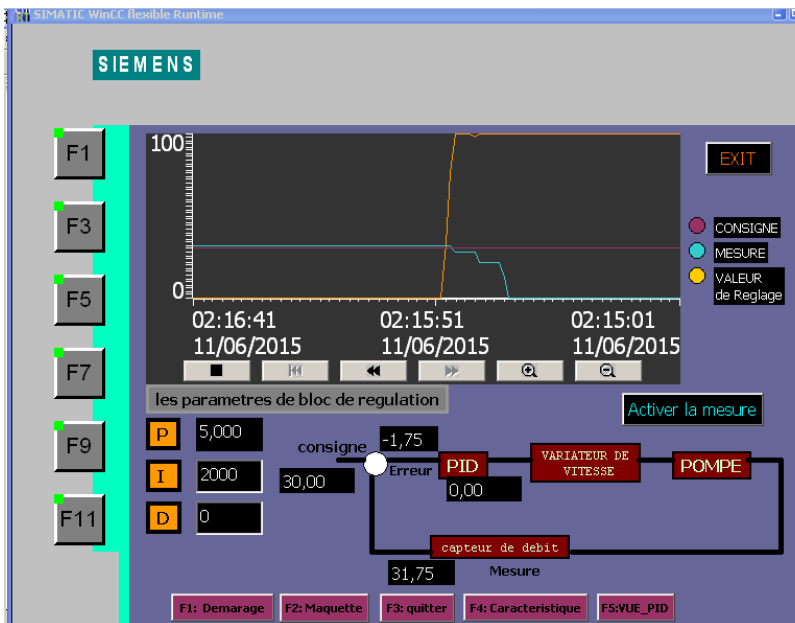 SIMATIC WinCC flexible Runtime
SIEMENS
F1
F3
F5
F7
F9
F11
100
0
02:16:41 02:15:51 02:15:01
11/06/2015 11/06/2015 11/06/2015
EXIT
CONSIGNE
MESURE
VALEUR
de Reglage
les parametres de bloc de regulation
Activer la mesure
P 5,000
I 2000
D 0
consigne
30,00
-1,75
Erreur
PID
0,00
VARIATEUR DE
VITESSE
POMPE
capteur de debit
31,75
Mesure
F1: Demarage F2: Maquette F3: quitter F4: Caracteristique F5:VUE_PID